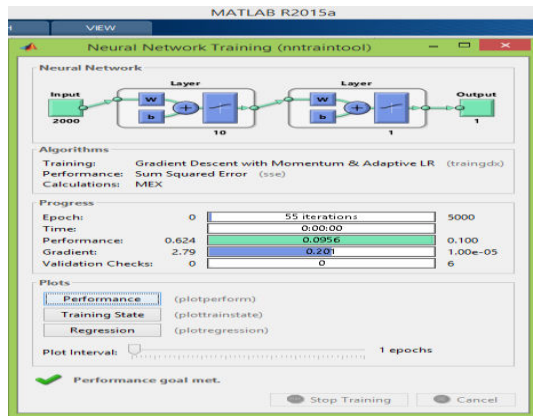 MATLAB R2015a
H VIEW
Neural Network Training (nntraintool)
Neural Network
Layer Layer
Input Output
W W
b b
2000 10 1 1
Algorithms
Training: Gradient Descent with Momentum & Adaptive LR (traingdx)
Performance: Sum Squared Error (sse)
Calculations: MEX
Progress
Epoch: 0 55 iterations 5000
Time: 0:00:00
Performance: 0.624 0.0956 0.100
Gradient: 2.79 0.201 1.00e-05
Validation Checks: 0 0 6
Plots
Performance (plotperform)
Training State (plottrainstate)
Regression (plotregression)
Plot Interval: 1 epochs
Performance goal met.
Stop Training Cancel